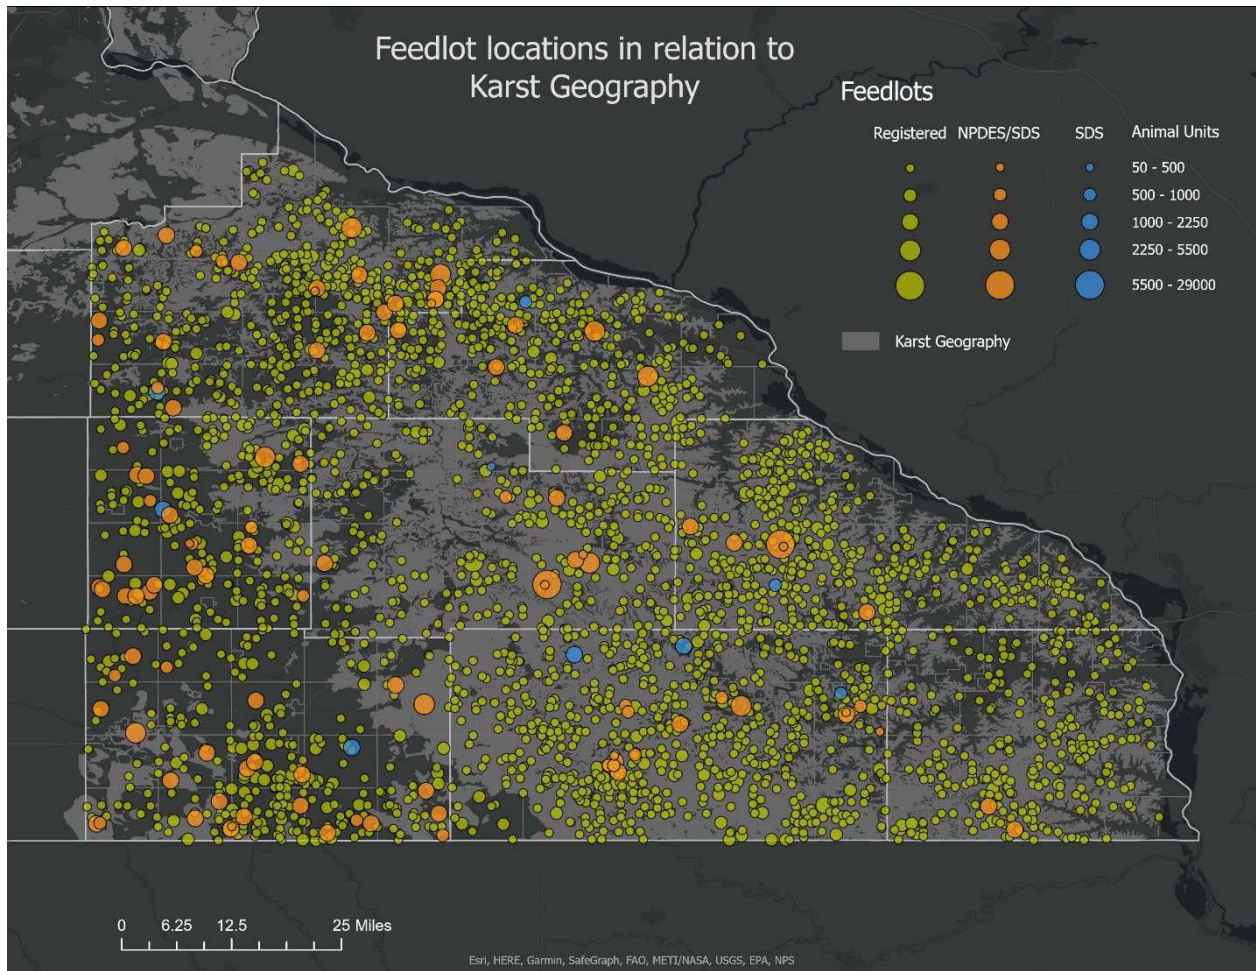 Feedlot locations in relation to
Karst Geography
Feedlots
Registered NPDES/SDS SDS Animal Units
50 - 500
500 - 1000
1000 - 2250
2250 - 5500
5500 - 29000
Karst Geography
0 6.25 12.5 25 Miles
Esri, HERE, Garmin, SafeGraph, FAO, METI/NASA, USGS, EPA, NPS